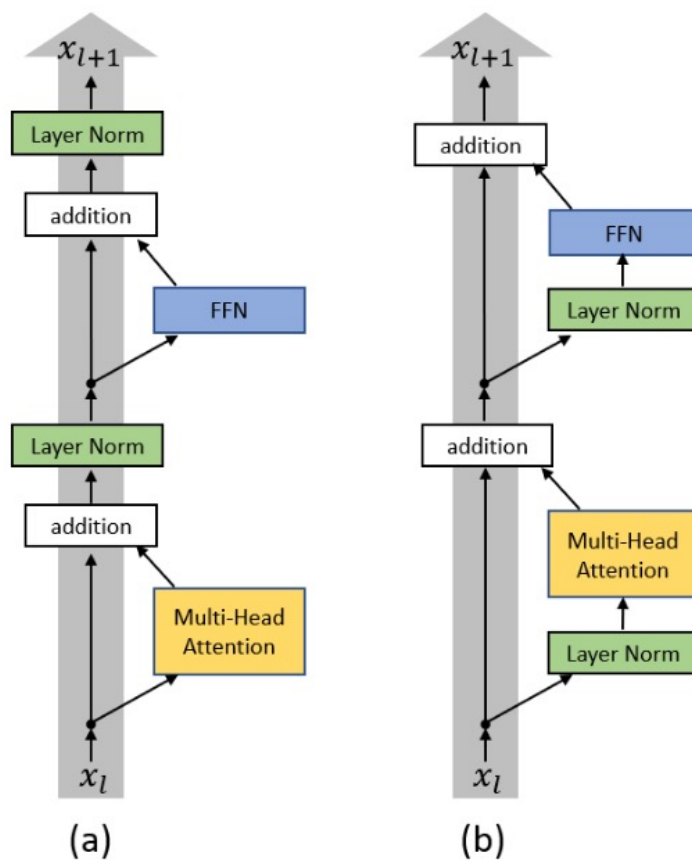 x_{l+1}
Layer Norm
addition
FFN
Layer Norm
addition
Multi-Head
Attention
x_l
(a)
x_{l+1}
addition
FFN
Layer Norm
addition
Multi-Head
Attention
Layer Norm
x_l
(b)